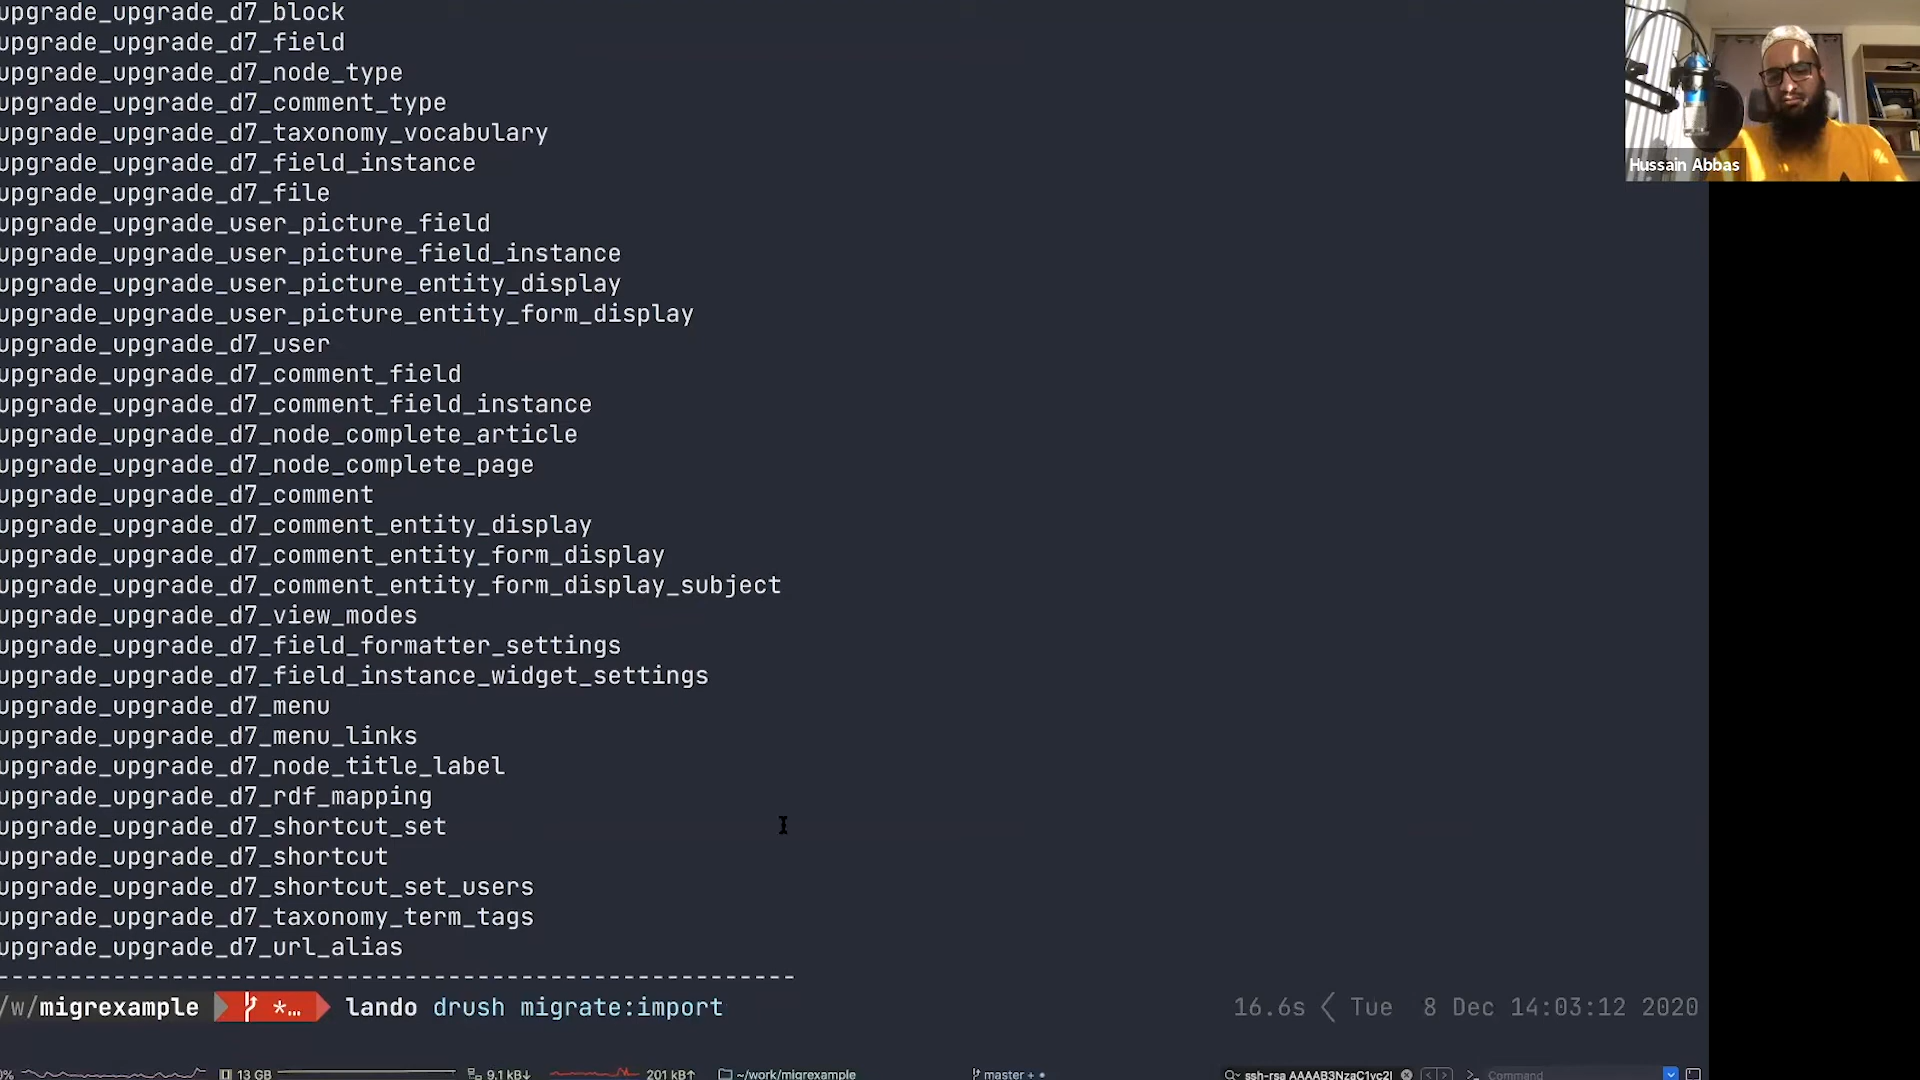 upgrade_upgrade_d7_block
upgrade_upgrade_d7_field
upgrade_upgrade_d7_node_type
upgrade_upgrade_d7_comment_type
upgrade_upgrade_d7_taxonomy_vocabulary
upgrade_upgrade_d7_field_instance
upgrade_upgrade_d7_file
upgrade_upgrade_user_picture_field
upgrade_upgrade_user_picture_field_instance
upgrade_upgrade_user_picture_entity_display
upgrade_upgrade_user_picture_entity_form_display
upgrade_upgrade_d7_user
upgrade_upgrade_d7_comment_field
upgrade_upgrade_d7_comment_field_instance
upgrade_upgrade_d7_node_complete_article
upgrade_upgrade_d7_node_complete_page
upgrade_upgrade_d7_comment
upgrade_upgrade_d7_comment_entity_display
upgrade_upgrade_d7_comment_entity_form_display
upgrade_upgrade_d7_comment_entity_form_display_subject
upgrade_upgrade_d7_view_modes
upgrade_upgrade_d7_field_formatter_settings
upgrade_upgrade_d7_field_instance_widget_settings
upgrade_upgrade_d7_menu
upgrade_upgrade_d7_menu_links
upgrade_upgrade_d7_node_title_label
upgrade_upgrade_d7_rdf_mapping
upgrade_upgrade_d7_shortcut_set
upgrade_upgrade_d7_shortcut
upgrade_upgrade_d7_shortcut_set_users
upgrade_upgrade_d7_taxonomy_term_tags
upgrade_upgrade_d7_url_alias
-------------------------------------------------------
/w/migrexample *… lando drush migrate:import 16.6s < Tue 8 Dec 14:03:12 2020
% 13 GB 9.1 kB↓ 201 kB↑ ~/work/migrexample master + • ssh-rsa AAAAB3NzaC1yc2I Command
Hussain Abbas